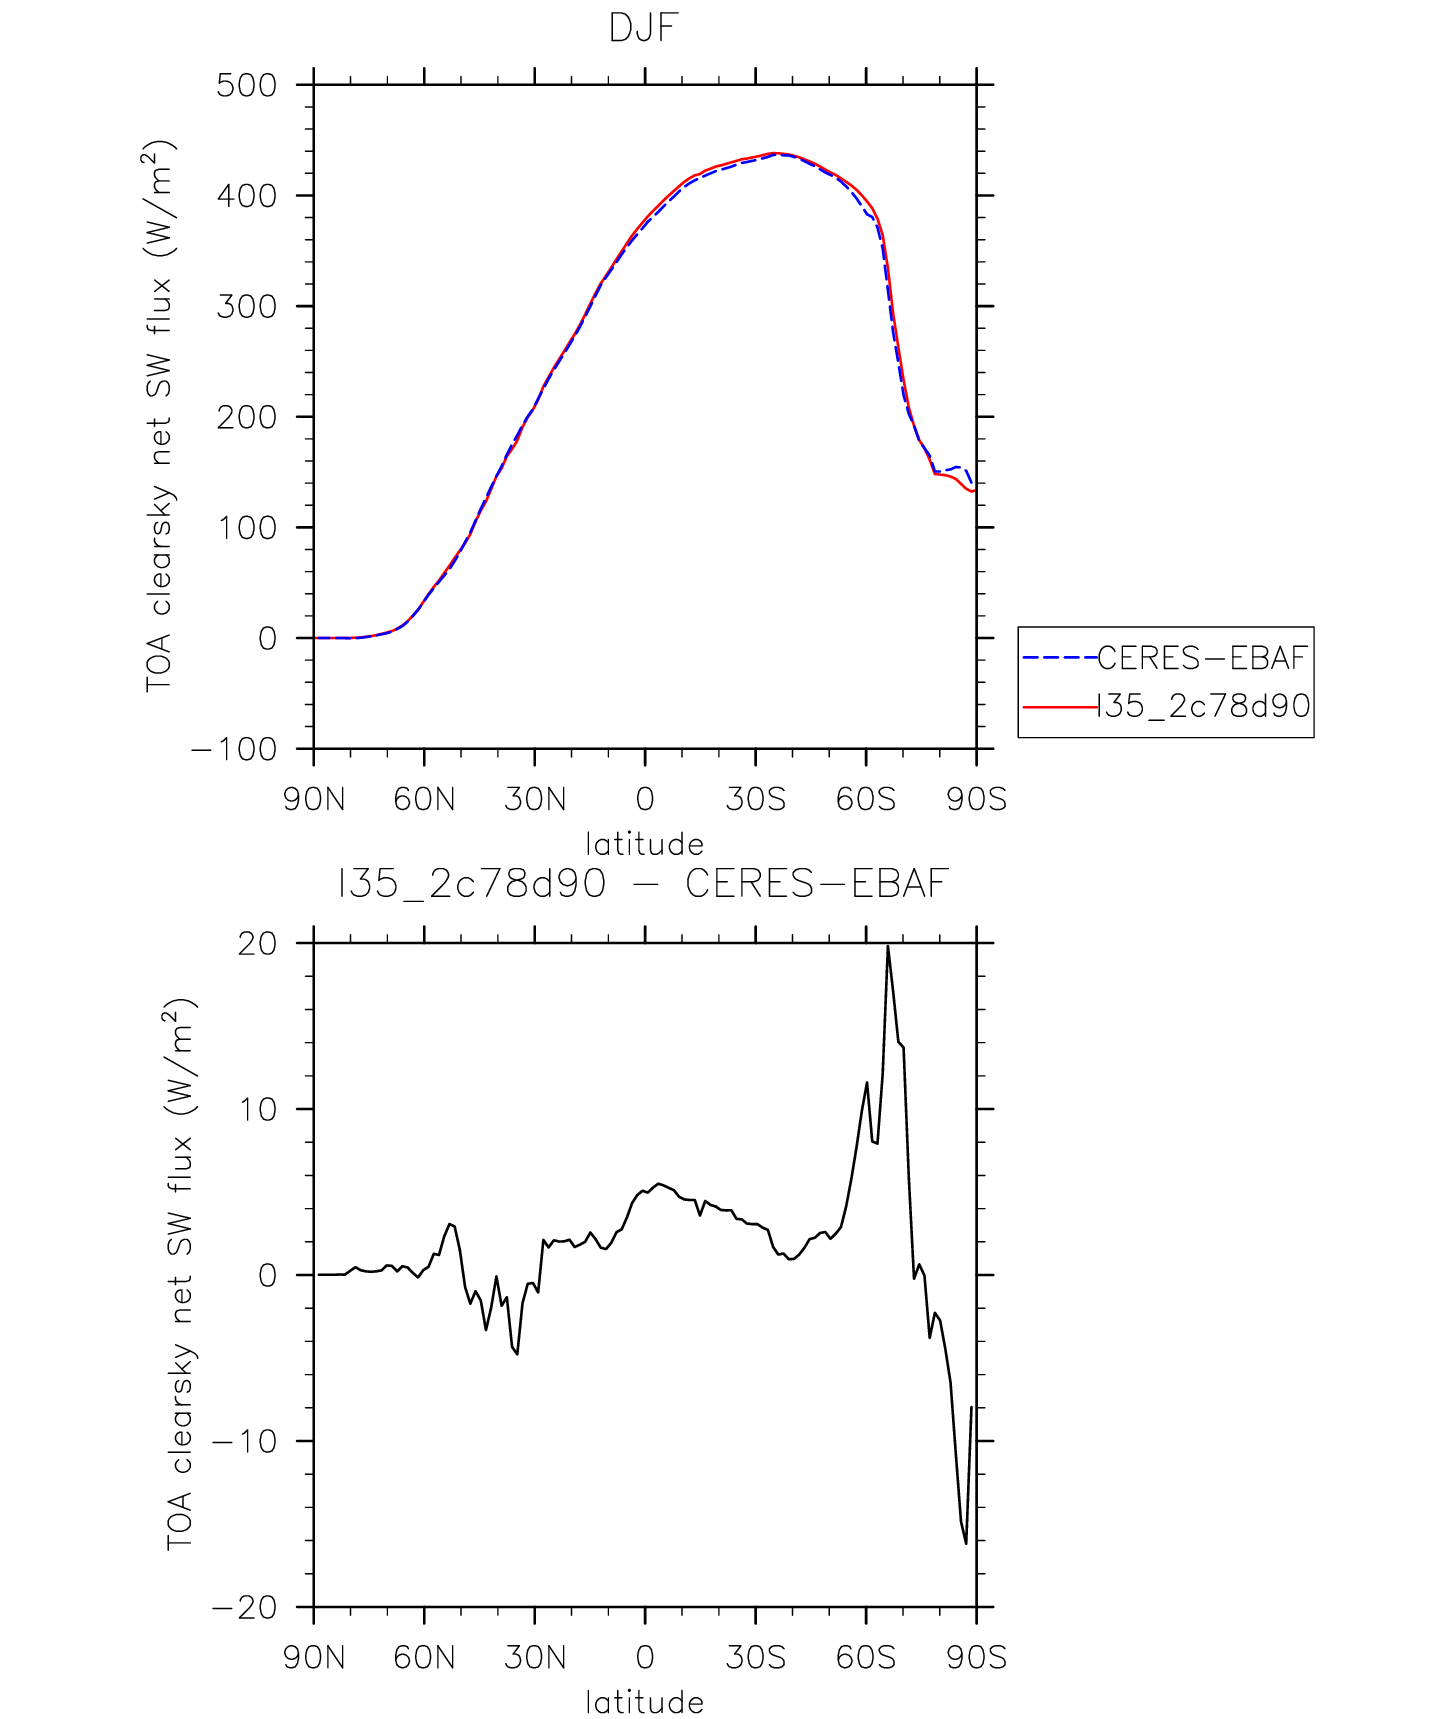 DJF
TOA clearsky net SW flux (W/m²)
500
400
300
200
100
0
−100
90N 60N 30N 0 30S 60S 90S
latitude
CERES−EBAF
I35_2c78d90
I35_2c78d90 − CERES−EBAF
TOA clearsky net SW flux (W/m²)
20
10
0
−10
−20
90N 60N 30N 0 30S 60S 90S
latitude